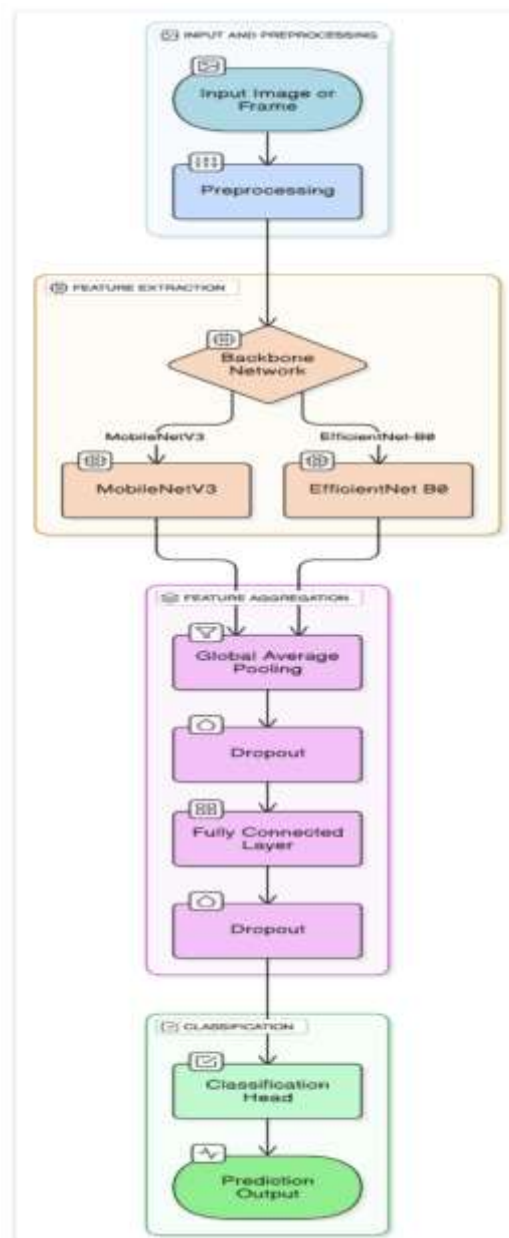 INPUT AND PREPROCESSING
Input Image or
Frame
Preprocessing
FEATURE EXTRACTION
Backbone
Network
MobileNetV3
EfficientNet-B0
MobileNetV3
EfficientNet B0
FEATURE AGGREGATION
Global Average
Pooling
Dropout
Fully Connected
Layer
Dropout
CLASSIFICATION
Classification
Head
Prediction
Output